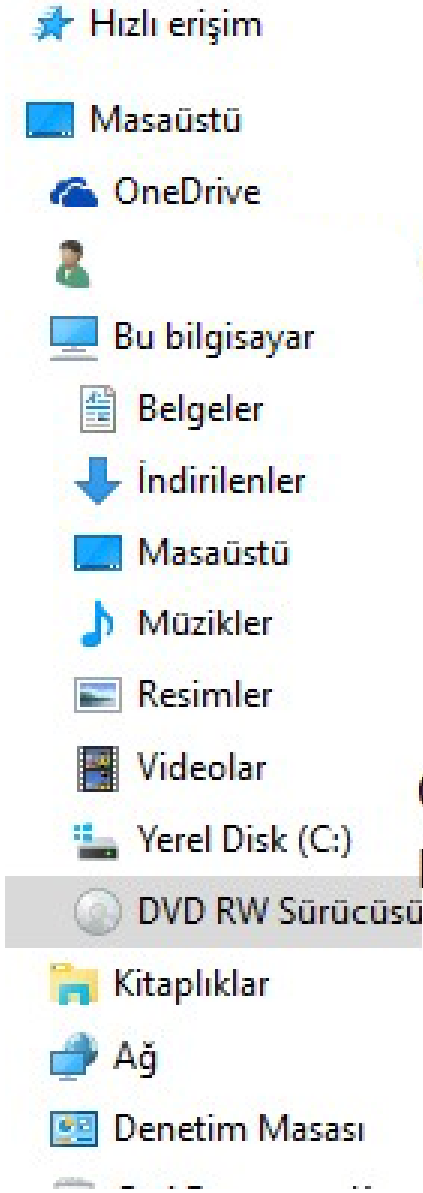 Hızlı erişim
Masaüstü
OneDrive
Bu bilgisayar
Belgeler
İndirilenler
Masaüstü
Müzikler
Resimler
Videolar
Yerel Disk (C:)
DVD RW Sürücüsü
Kitaplıklar
Ağ
Denetim Masası